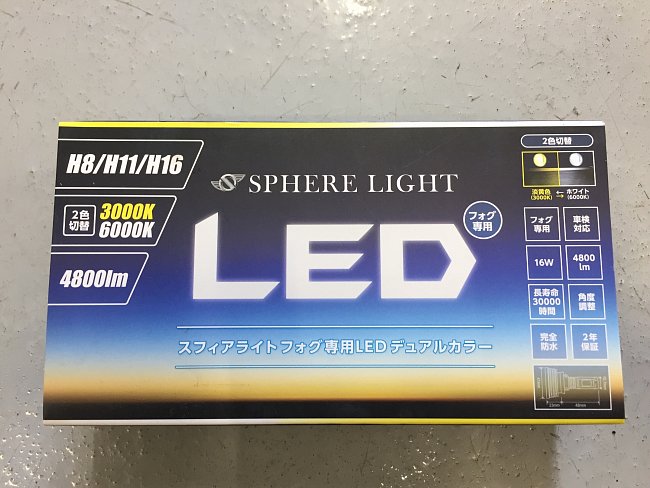 H8/H11/H16
2色
切替
3000K
6000K
4800lm
SPHERE LIGHT
LED
フォグ
専用
スフィアライトフォグ専用LED デュアルカラー
2色切替
淡黄色
(3000K)
ホワイト
(6000K)
フォグ
専用
車検
対応
16W
4800
lm
長寿命
30000
時間
角度
調整
完全
防水
2年
保証